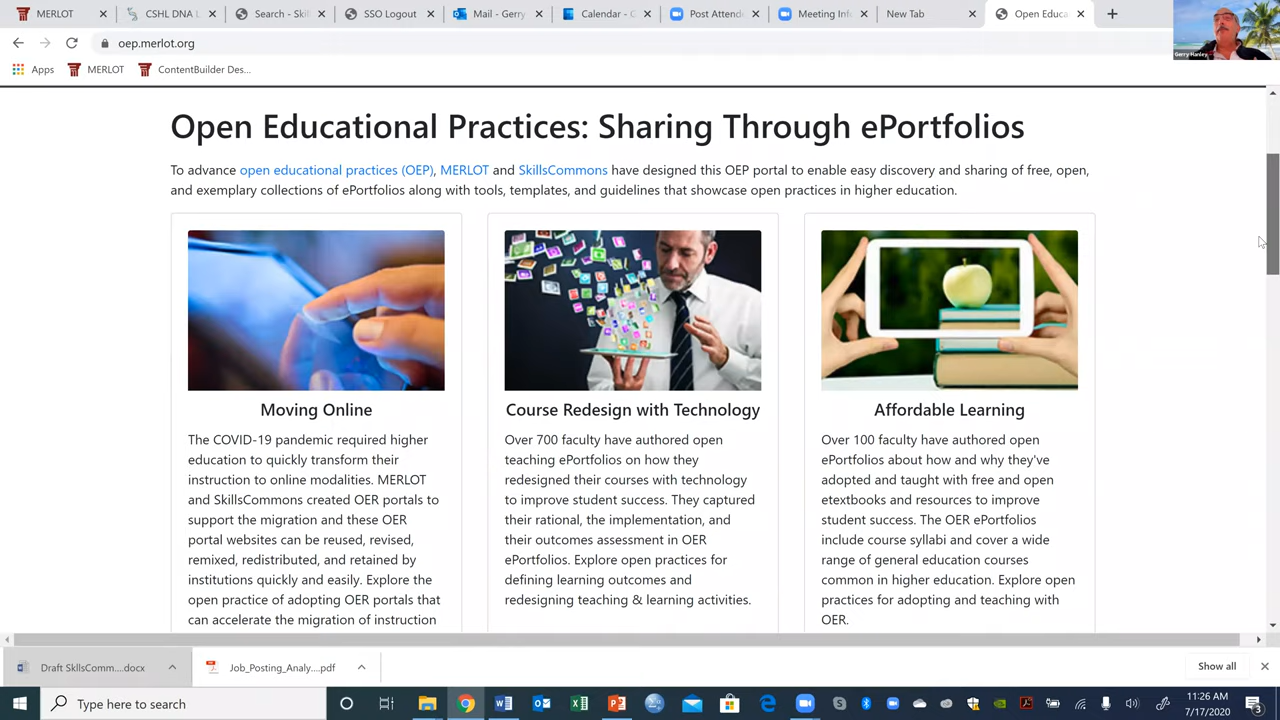 MERLOT
CSHL DNA L
Search - Skil
SSO Logout
Mail - Gerry
Calendar - G
Post Attende
Meeting Inf
New Tab
Open Educa
oep.merlot.org
Gerry Hanley
Apps
MERLOT
ContentBuilder Des...
Open Educational Practices: Sharing Through ePortfolios
To advance open educational practices (OEP), MERLOT and SkillsCommons have designed this OEP portal to enable easy discovery and sharing of free, open,
and exemplary collections of ePortfolios along with tools, templates, and guidelines that showcase open practices in higher education.
Moving Online
The COVID-19 pandemic required higher
education to quickly transform their
instruction to online modalities. MERLOT
and SkillsCommons created OER portals to
support the migration and these OER
portal websites can be reused, revised,
remixed, redistributed, and retained by
institutions quickly and easily. Explore the
open practice of adopting OER portals that
can accelerate the migration of instruction
Course Redesign with Technology
Over 700 faculty have authored open
teaching ePortfolios on how they
redesigned their courses with technology
to improve student success. They captured
their rational, the implementation, and
their outcomes assessment in OER
ePortfolios. Explore open practices for
defining learning outcomes and
redesigning teaching & learning activities.
Affordable Learning
Over 100 faculty have authored open
ePortfolios about how and why they've
adopted and taught with free and open
etextbooks and resources to improve
student success. The OER ePortfolios
include course syllabi and cover a wide
range of general education courses
common in higher education. Explore open
practices for adopting and teaching with
OER.
Draft SkllsComm....docx
Job_Posting_Analy....pdf
Show all
Type here to search
11:26 AM
7/17/2020
3